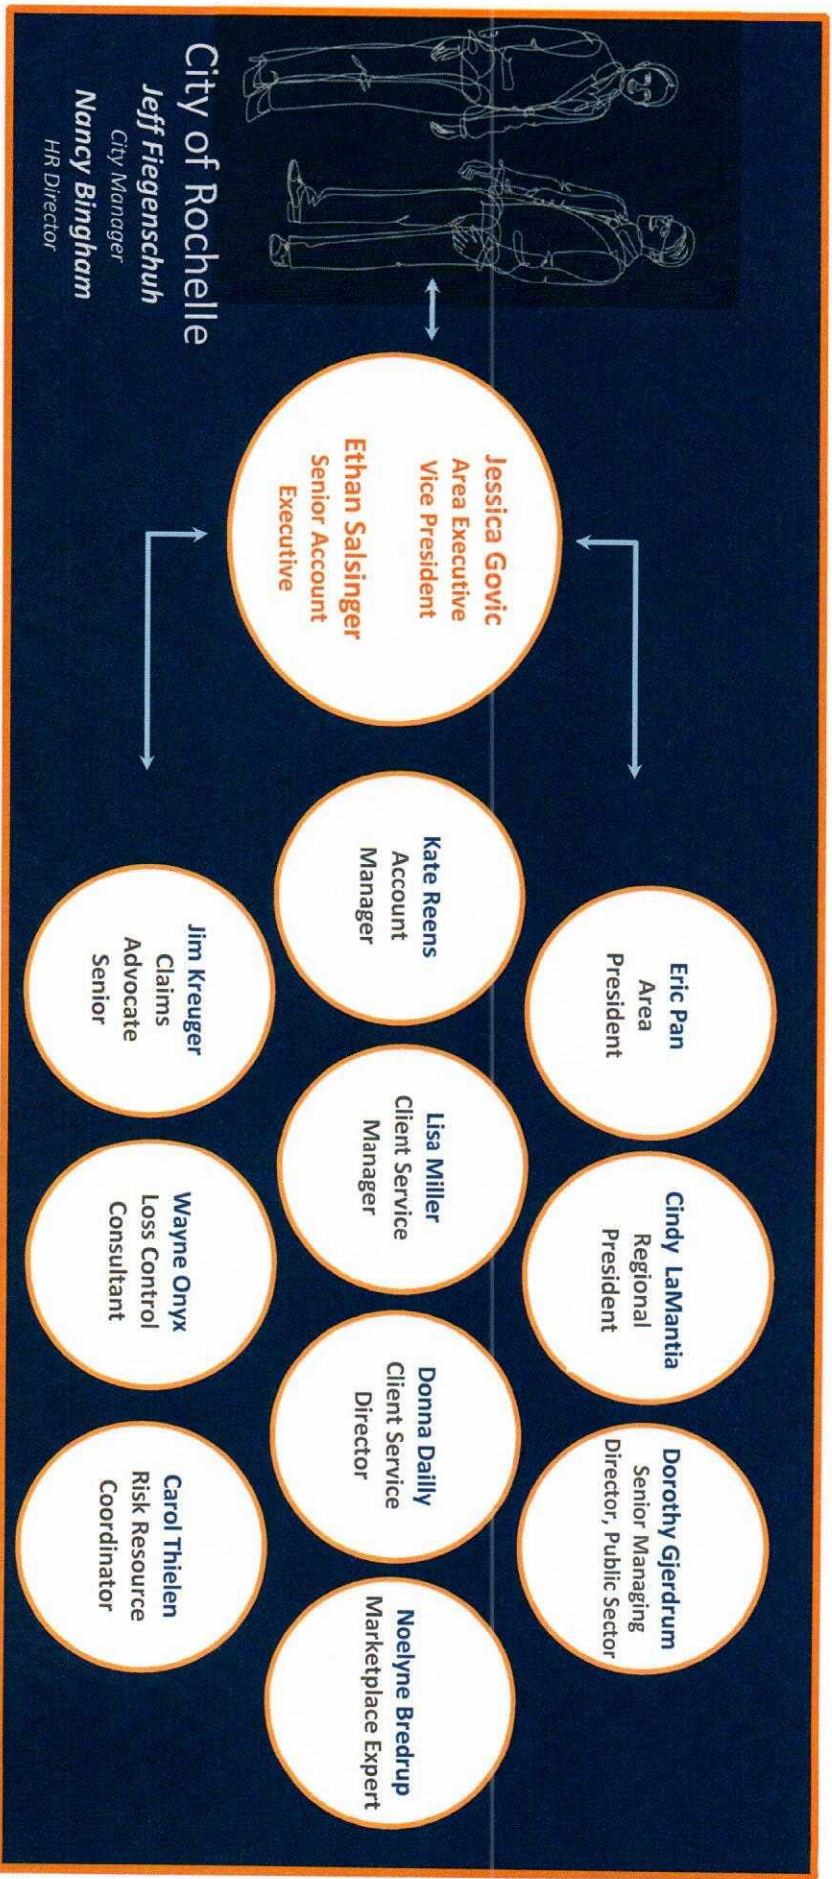 City of Rochelle
Jeff Fiegenschuh
City Manager
Nancy Bingham
HR Director
Jessica Govic
Area Executive
Vice President
Ethan Salsinger
Senior Account
Executive
Eric Pan
Area
President
Cindy LaMantia
Regional
President
Dorothy Gjerdrum
Senior Managing
Director, Public Sector
Kate Reens
Account
Manager
Lisa Miller
Client Service
Manager
Donna Dailly
Client Service
Director
Noelyne Bredrup
Marketplace Expert
Jim Kreuger
Claims
Advocate
Senior
Wayne Onyx
Loss Control
Consultant
Carol Thielen
Risk Resource
Coordinator